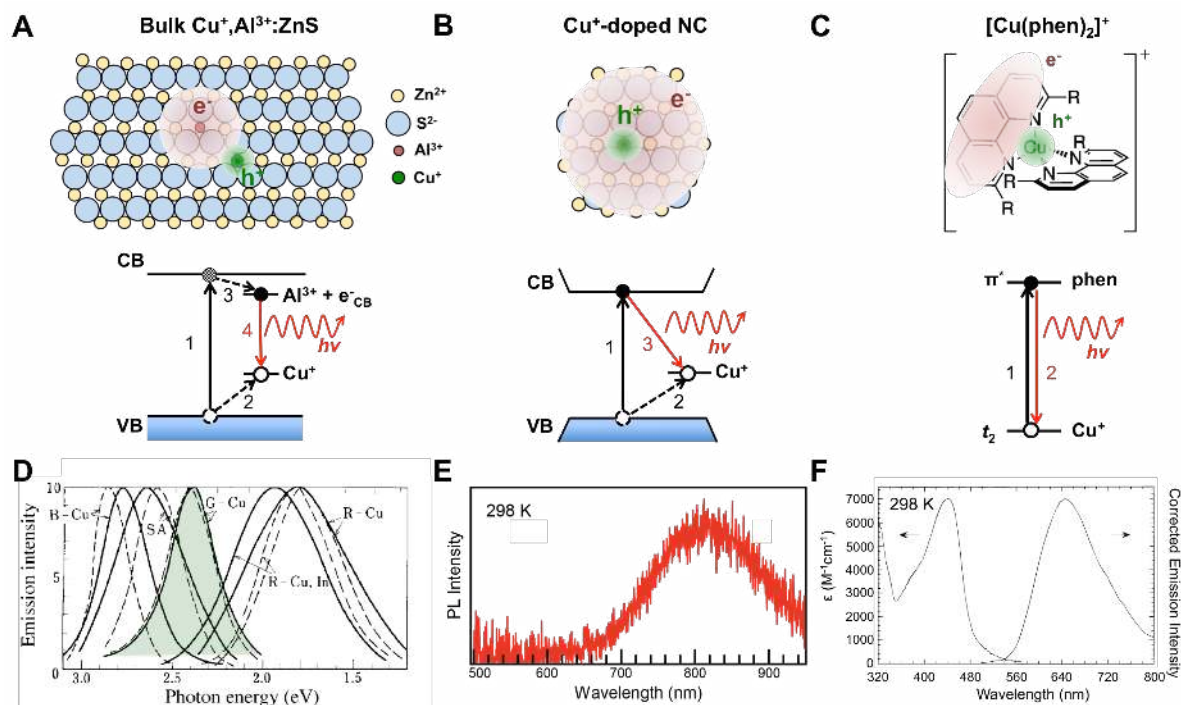 A
Bulk Cu⁺,Al³⁺:ZnS
e⁻
h⁺
Zn²⁺
S²⁻
Al³⁺
Cu⁺
CB
3
Al³⁺ + e⁻CB
4
hν
1
Cu⁺
2
VB
B
Cu⁺-doped NC
e⁻
h⁺
CB
hν
1
3
Cu⁺
2
VB
C
[Cu(phen)₂]⁺
e⁻
+
R
N
h⁺
Cu
N
N
R
R
π*
phen
hν
1
2
t₂
Cu⁺
D
Emission intensity
10
5
0
B-Cu
SA
G-Cu
R-Cu
R-Cu, In
3.0
2.5
2.0
1.5
Photon energy (eV)
E
298 K
PL Intensity
500
600
700
800
900
Wavelength (nm)
F
298 K
ε (M⁻¹cm⁻¹)
7000
6000
5000
4000
3000
2000
1000
0
320
400
480
560
640
720
800
Wavelength (nm)
Corrected Emission Intensity